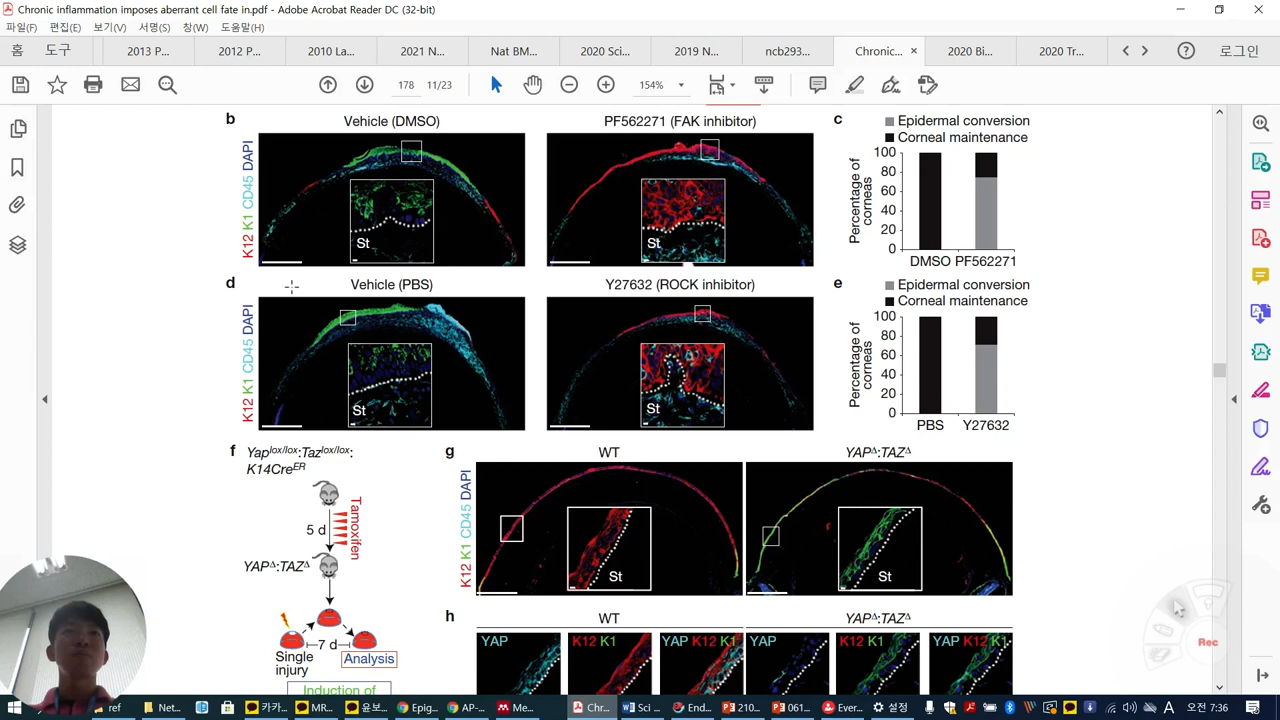 Chronic inflammation imposes aberrant cell fate in.pdf - Adobe Acrobat Reader DC (32-bit)
파일(F) 편집(E) 보기(V) 서명(S) 창(W) 도움말(H)
홈 도구 2013 P... 2012 P... 2010 La... 2021 N... Nat BM... 2020 Sci... 2019 N... ncb293... Chronic... × 2020 Bi... 2020 Tr... 로그인
178 11/23 154%
b Vehicle (DMSO) PF562271 (FAK inhibitor) c
Epidermal conversion
Corneal maintenance
K12 K1 CD45 DAPI
St
St
Percentage of corneas
100
80
60
40
20
0
DMSO PF562271
d Vehicle (PBS) Y27632 (ROCK inhibitor) e
Epidermal conversion
Corneal maintenance
K12 K1 CD45 DAPI
St
St
Percentage of corneas
100
80
60
40
20
0
PBS Y27632
f Yaplox/lox:Tazlox/lox:
K14CreER
Tamoxifen
5 d
YAPΔ:TAZΔ
7 d
Single injury
Analysis
Induction of
g WT YAPΔ:TAZΔ
K12 K1 CD45 DAPI
St
St
h WT YAPΔ:TAZΔ
YAP K12 K1 YAP K12 K1 YAP K12 K1 YAP K12 K1
Rec
ref Net... 카카... MR... 윤보... Epig... AP-... Me... Chr... Sci ... End... 210... 061... Ever... 설정 오전 7:36